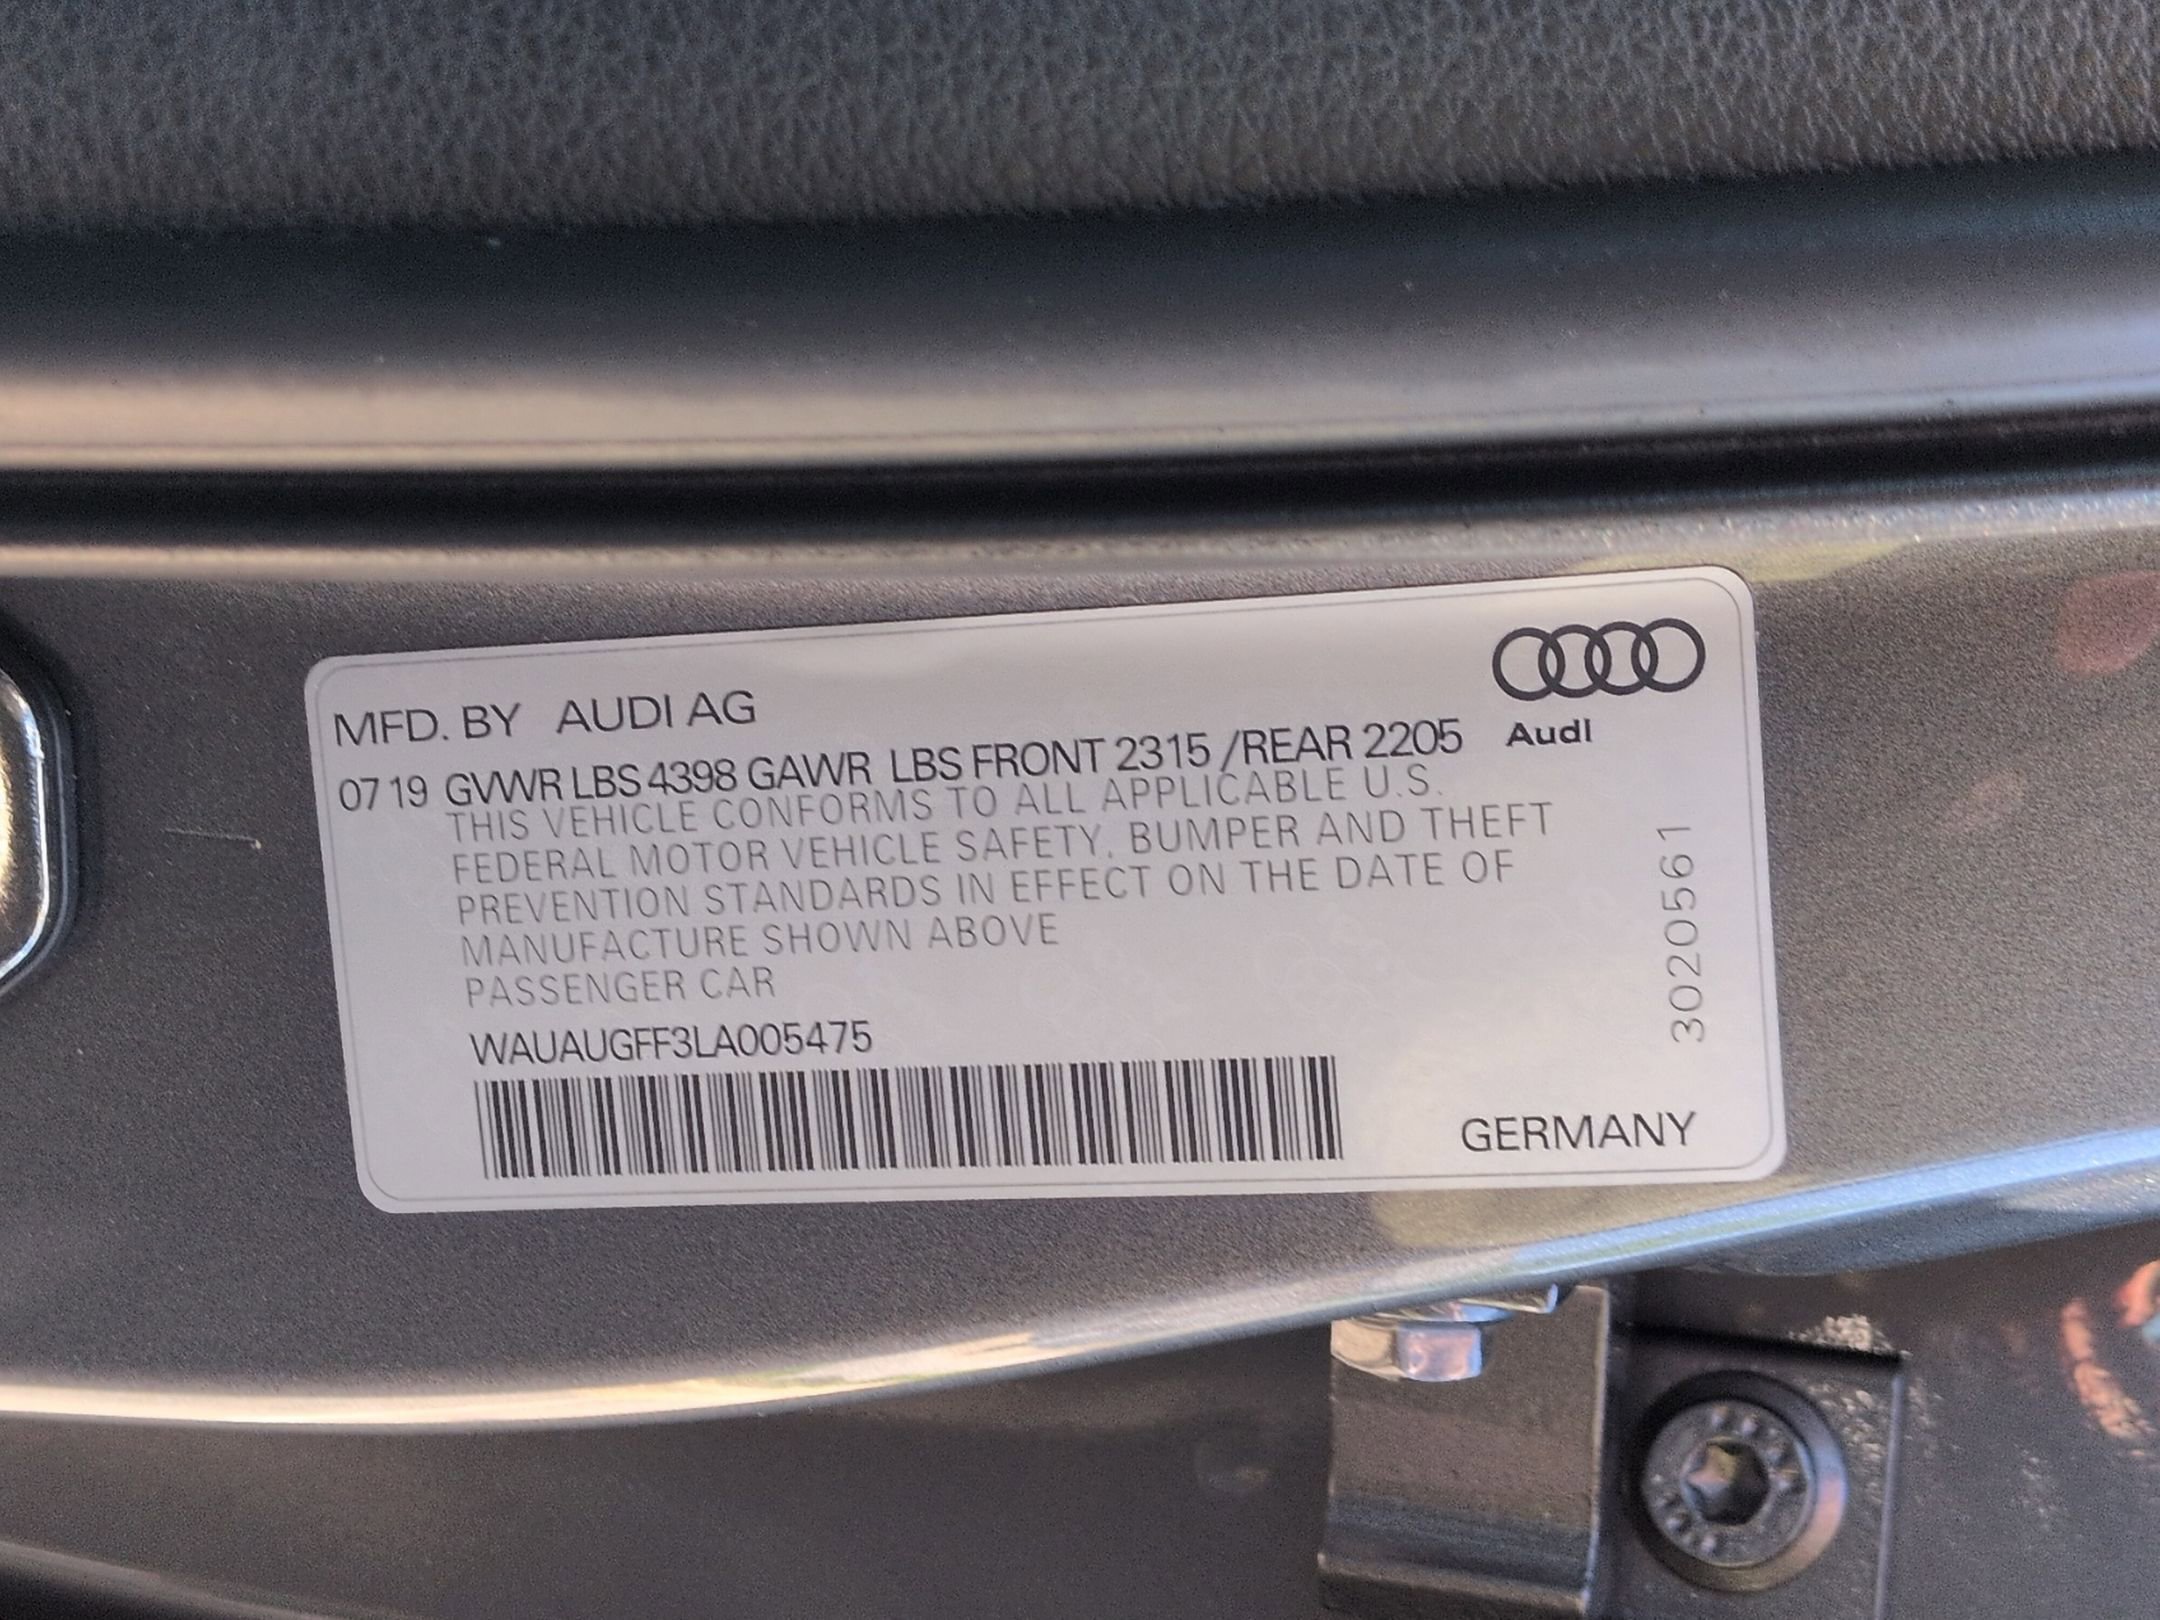 MFD. BY AUDI AG
Audi
07 19 GVWR LBS 4398 GAWR LBS FRONT 2315 /REAR 2205
THIS VEHICLE CONFORMS TO ALL APPLICABLE U.S.
FEDERAL MOTOR VEHICLE SAFETY, BUMPER AND THEFT
PREVENTION STANDARDS IN EFFECT ON THE DATE OF
MANUFACTURE SHOWN ABOVE
PASSENGER CAR
WAUAUGFF3LA005475
3020561
GERMANY